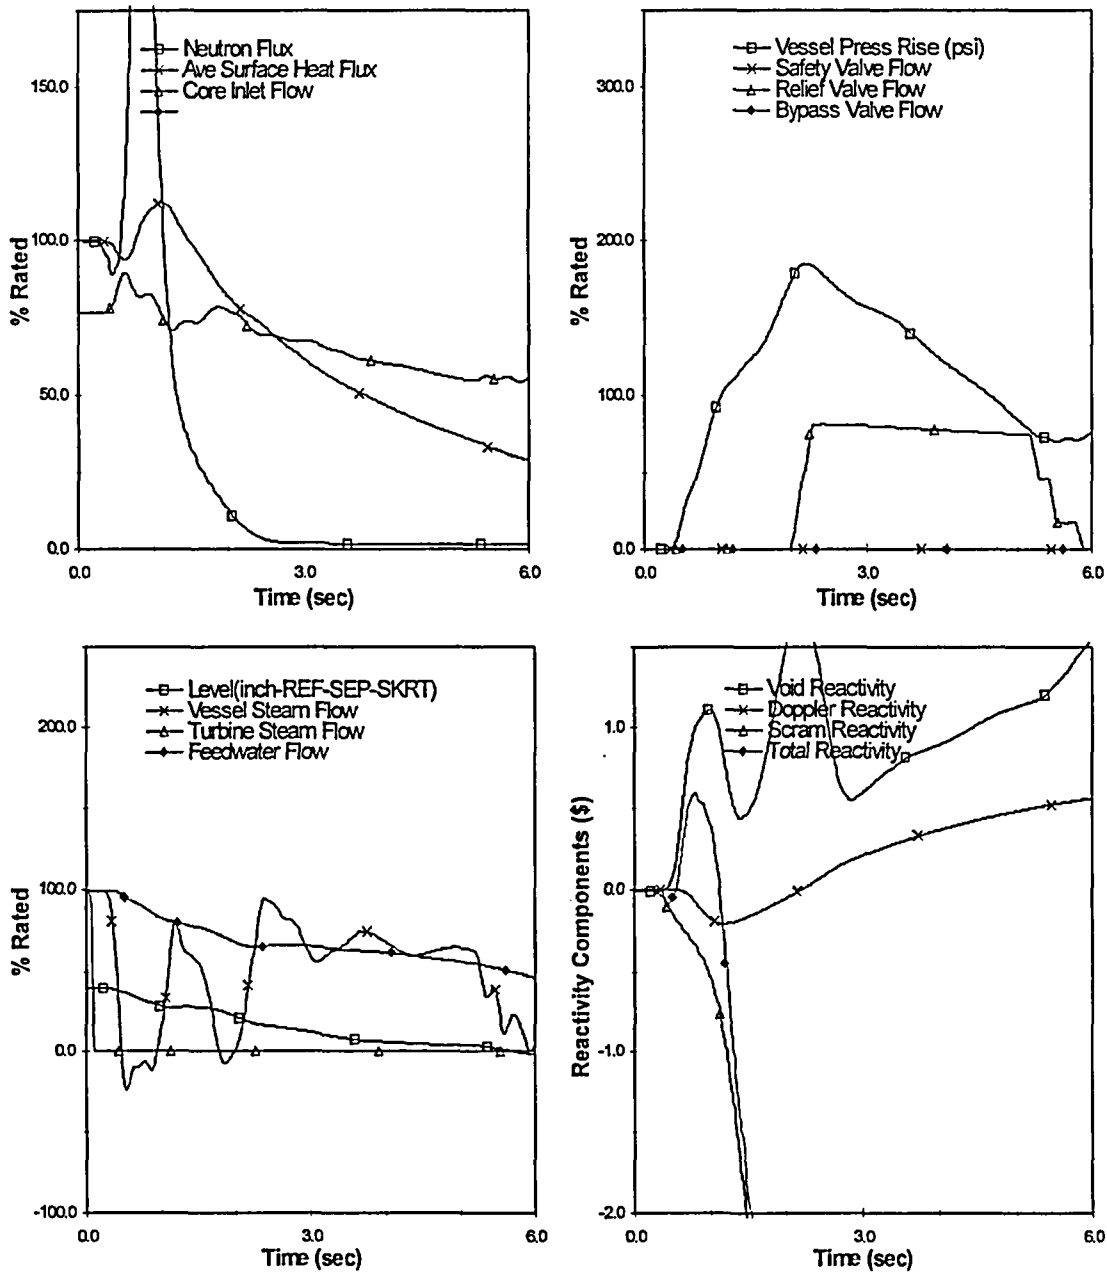 Neutron Flux
Ave Surface Heat Flux
Core Inlet Flow
150.0
100.0
50.0
0.0
% Rated
0.0 3.0 6.0
Time (sec)
Vessel Press Rise (psi)
Safety Valve Flow
Relief Valve Flow
Bypass Valve Flow
300.0
200.0
100.0
0.0
% Rated
0.0 3.0 6.0
Time (sec)
Level(inch-REF-SEP-SKRT)
Vessel Steam Flow
Turbine Steam Flow
Feedwater Flow
200.0
100.0
0.0
-100.0
% Rated
0.0 3.0 6.0
Time (sec)
Void Reactivity
Doppler Reactivity
Scram Reactivity
Total Reactivity
1.0
0.0
-1.0
-2.0
Reactivity Components ($)
0.0 3.0 6.0
Time (sec)